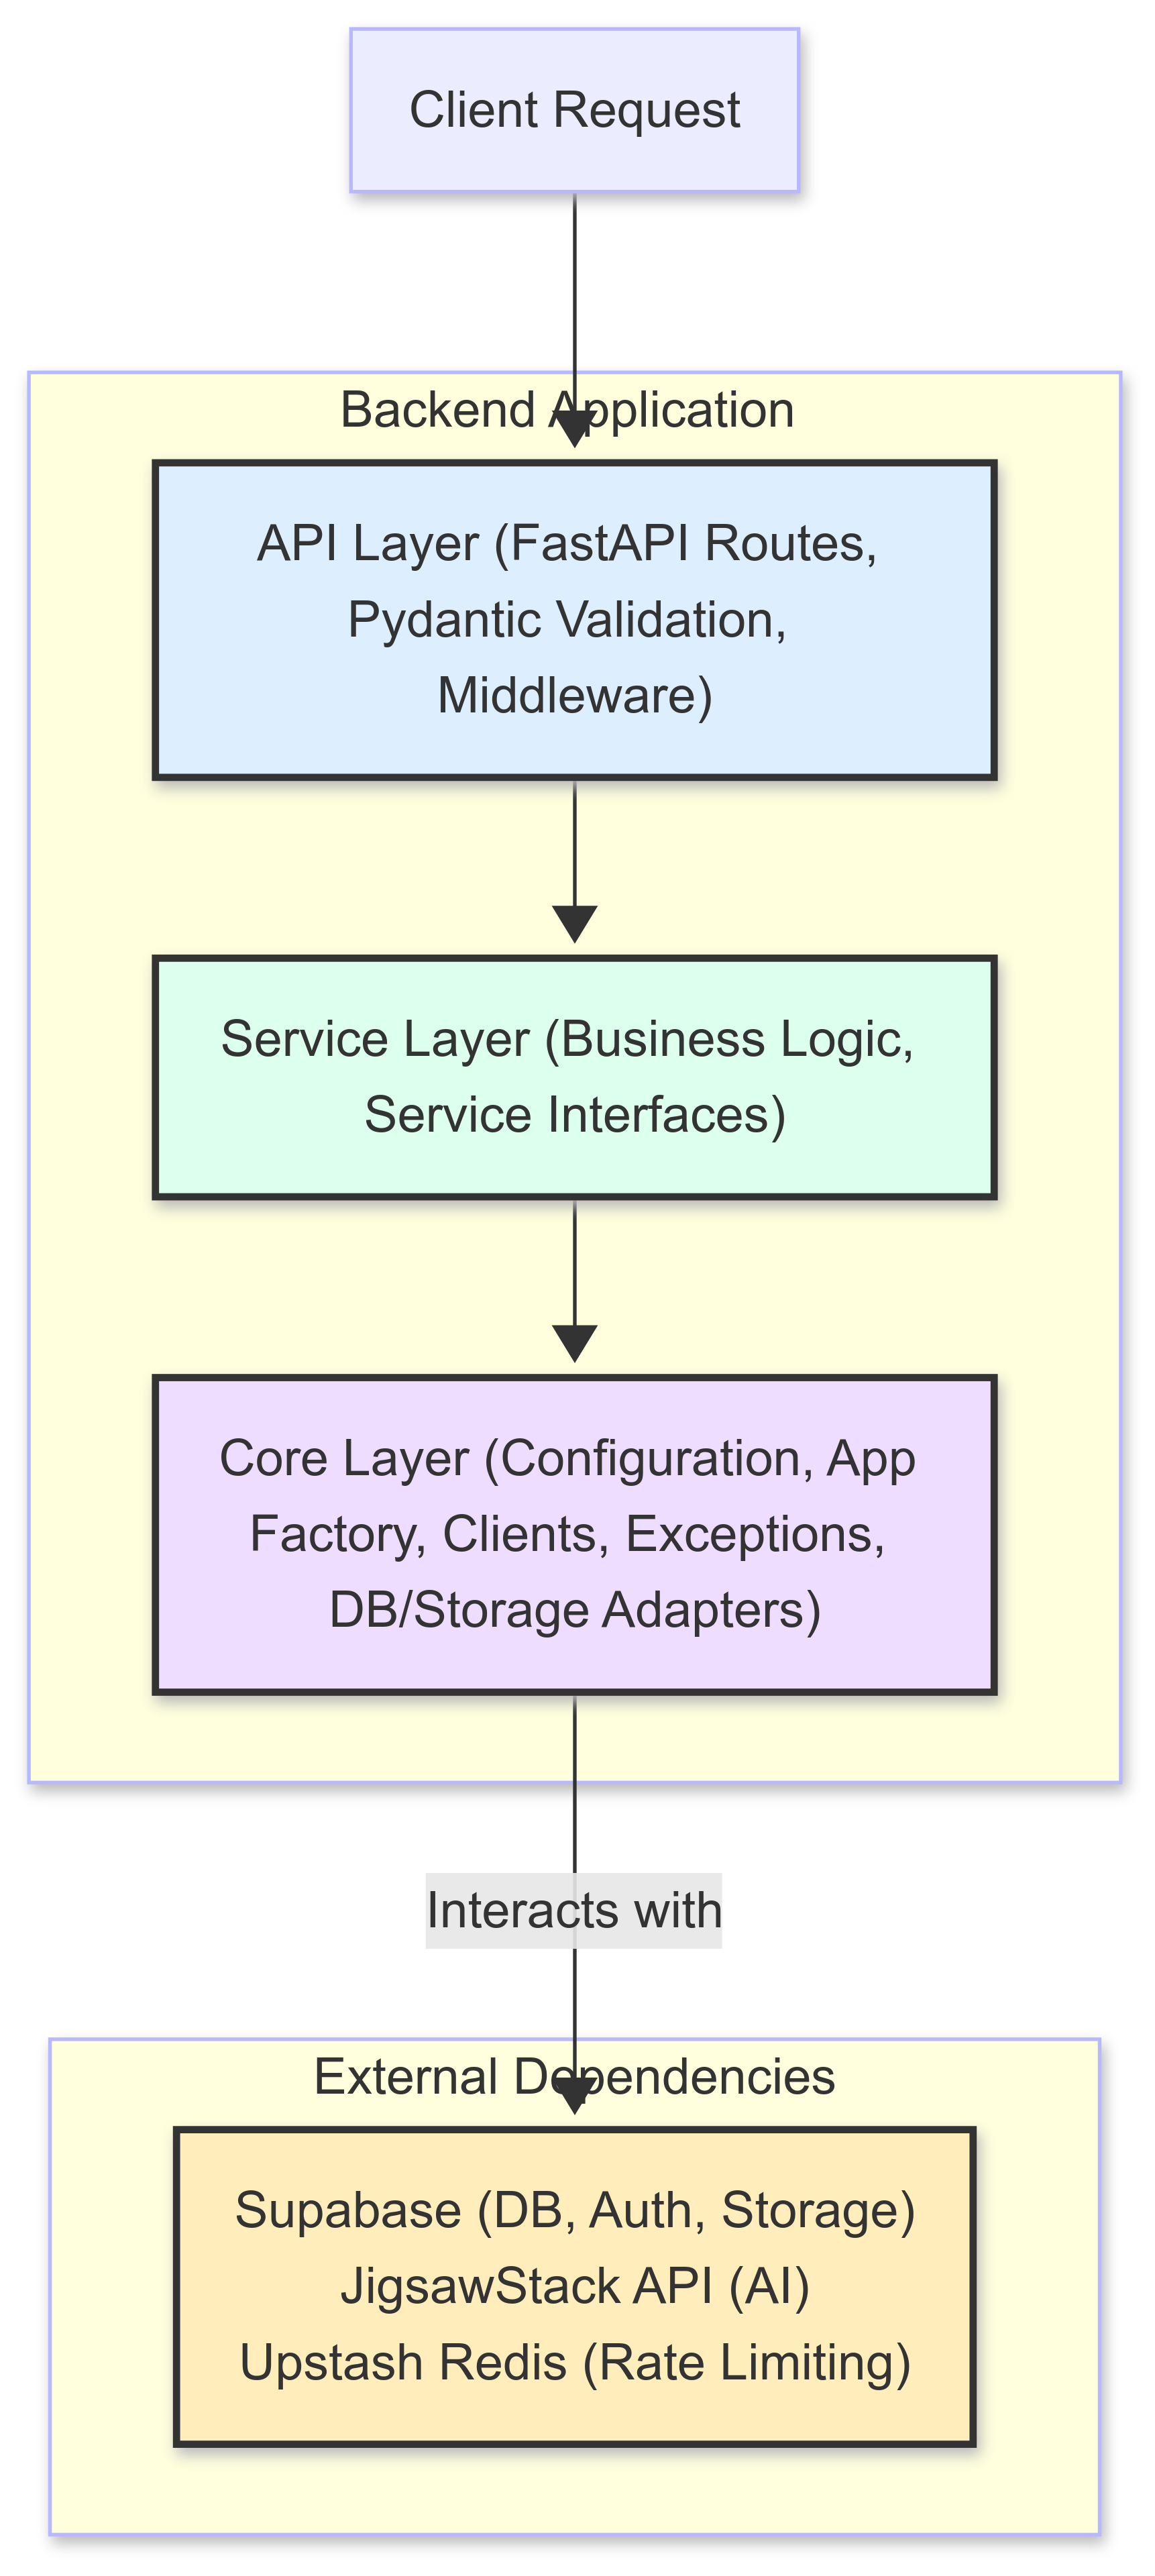 Client Request
Backend Application
API Layer (FastAPI Routes,
Pydantic Validation,
Middleware)
Service Layer (Business Logic,
Service Interfaces)
Core Layer (Configuration, App
Factory, Clients, Exceptions,
DB/Storage Adapters)
Interacts with
External Dependencies
Supabase (DB, Auth, Storage)
JigsawStack API (AI)
Upstash Redis (Rate Limiting)